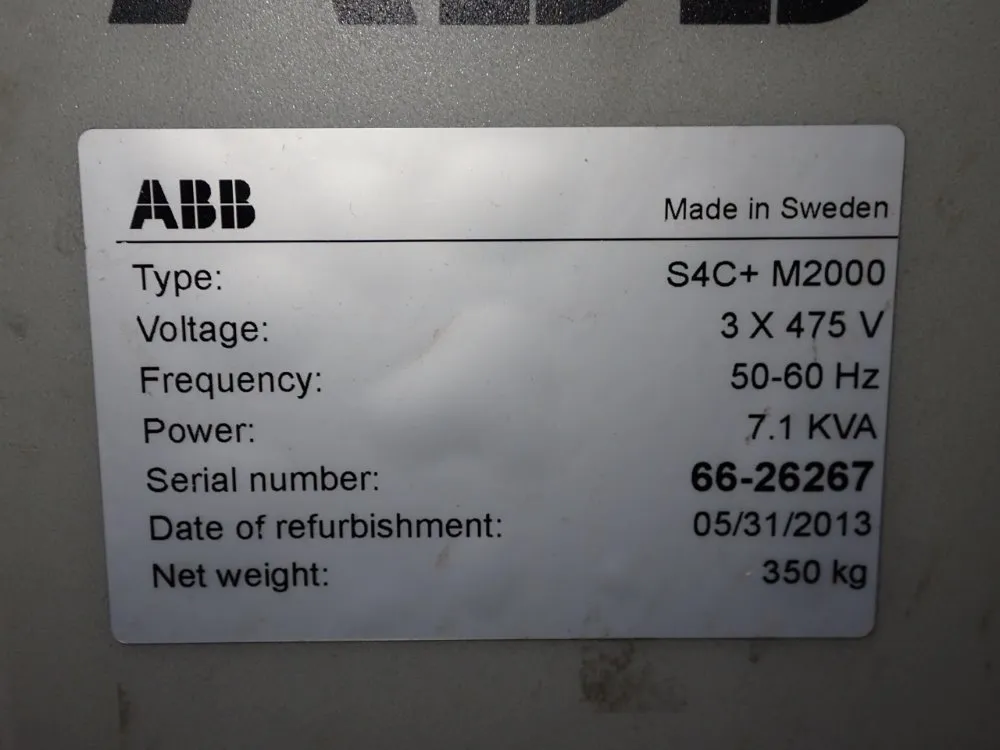 ABB
ABB Made in Sweden
Type: S4C+ M2000
Voltage: 3 X 475 V
Frequency: 50-60 Hz
Power: 7.1 KVA
Serial number: 66-26267
Date of refurbishment: 05/31/2013
Net weight: 350 kg